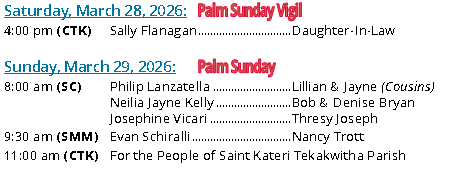 Saturday, March 28, 2026: Palm Sunday Vigil
4:00 pm (CTK) Sally Flanagan..............................Daughter-In-Law
Sunday, March 29, 2026: Palm Sunday
8:00 am (SC) Philip Lanzatella .........................Lillian & Jayne (Cousins)
Neilia Jayne Kelly ........................Bob & Denise Bryan
Josephine Vicari ..........................Thresy Joseph
9:30 am (SMM) Evan Schiralli ................................Nancy Trott
11:00 am (CTK) For the People of Saint Kateri Tekakwitha Parish